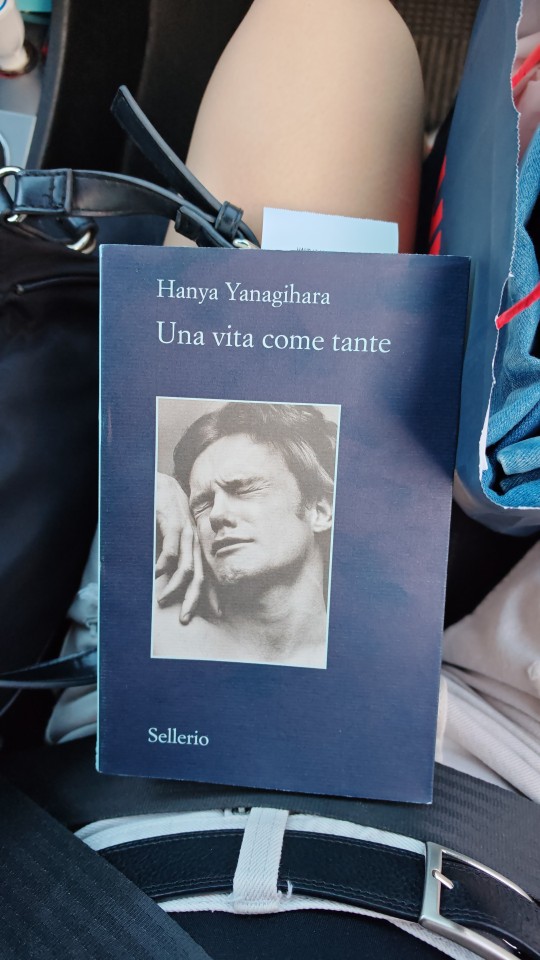 Hanya Yanagihara
Una vita come tante
Sellerio